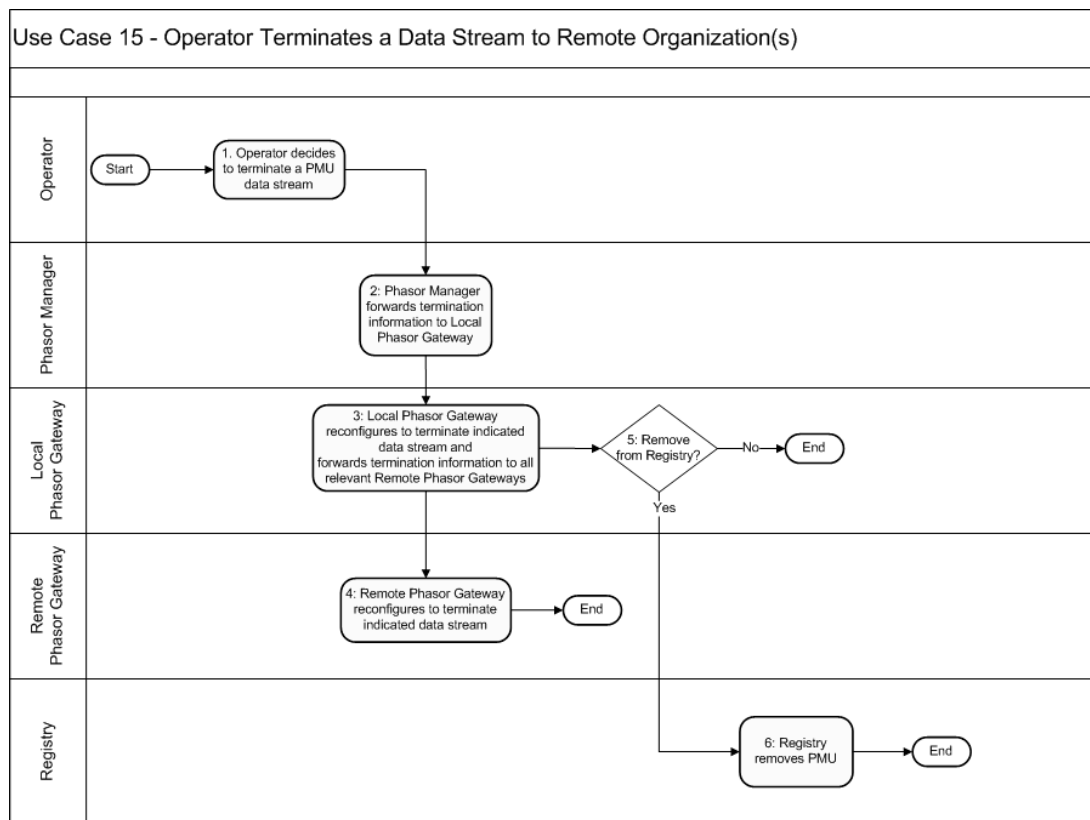 Use Case 15 - Operator Terminates a Data Stream to Remote Organization(s)
Operator
Start
1. Operator decides
to terminate a PMU
data stream
Phasor Manager
2: Phasor Manager
forwards termination
information to Local
Phasor Gateway
Local
Phasor Gateway
3: Local Phasor Gateway
reconfigures to terminate indicated
data stream and
forwards termination information to all
relevant Remote Phasor Gateways
5: Remove
from Registry?
No
End
Yes
Remote
Phasor Gateway
4: Remote Phasor Gateway
reconfigures to terminate
indicated data stream
End
Registry
6: Registry
removes PMU
End